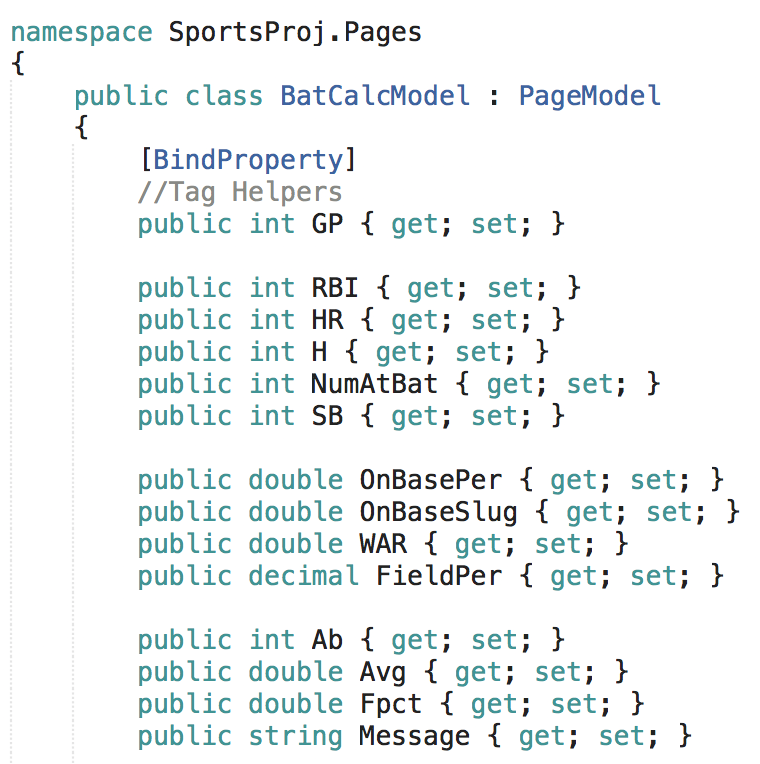 namespace SportsProj.Pages
{
public class BatCalcModel : PageModel
{
[BindProperty]
//Tag Helpers
public int GP { get; set; }
public int RBI { get; set; }
public int HR { get; set; }
public int H { get; set; }
public int NumAtBat { get; set; }
public int SB { get; set; }
public double OnBasePer { get; set; }
public double OnBaseSlug { get; set; }
public double WAR { get; set; }
public decimal FieldPer { get; set; }
public int Ab { get; set; }
public double Avg { get; set; }
public double Fpct { get; set; }
public string Message { get; set; }